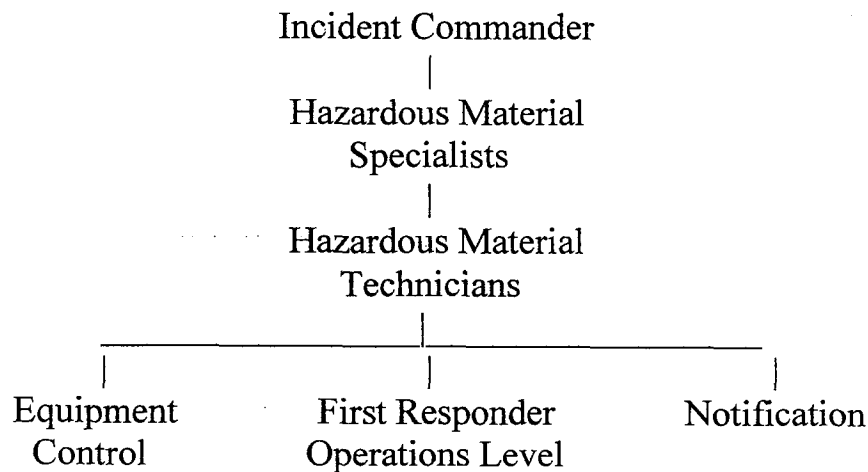 Incident Commander
Hazardous Material
Specialists
Hazardous Material
Technicians
Equipment
Control
First Responder
Operations Level
Notification